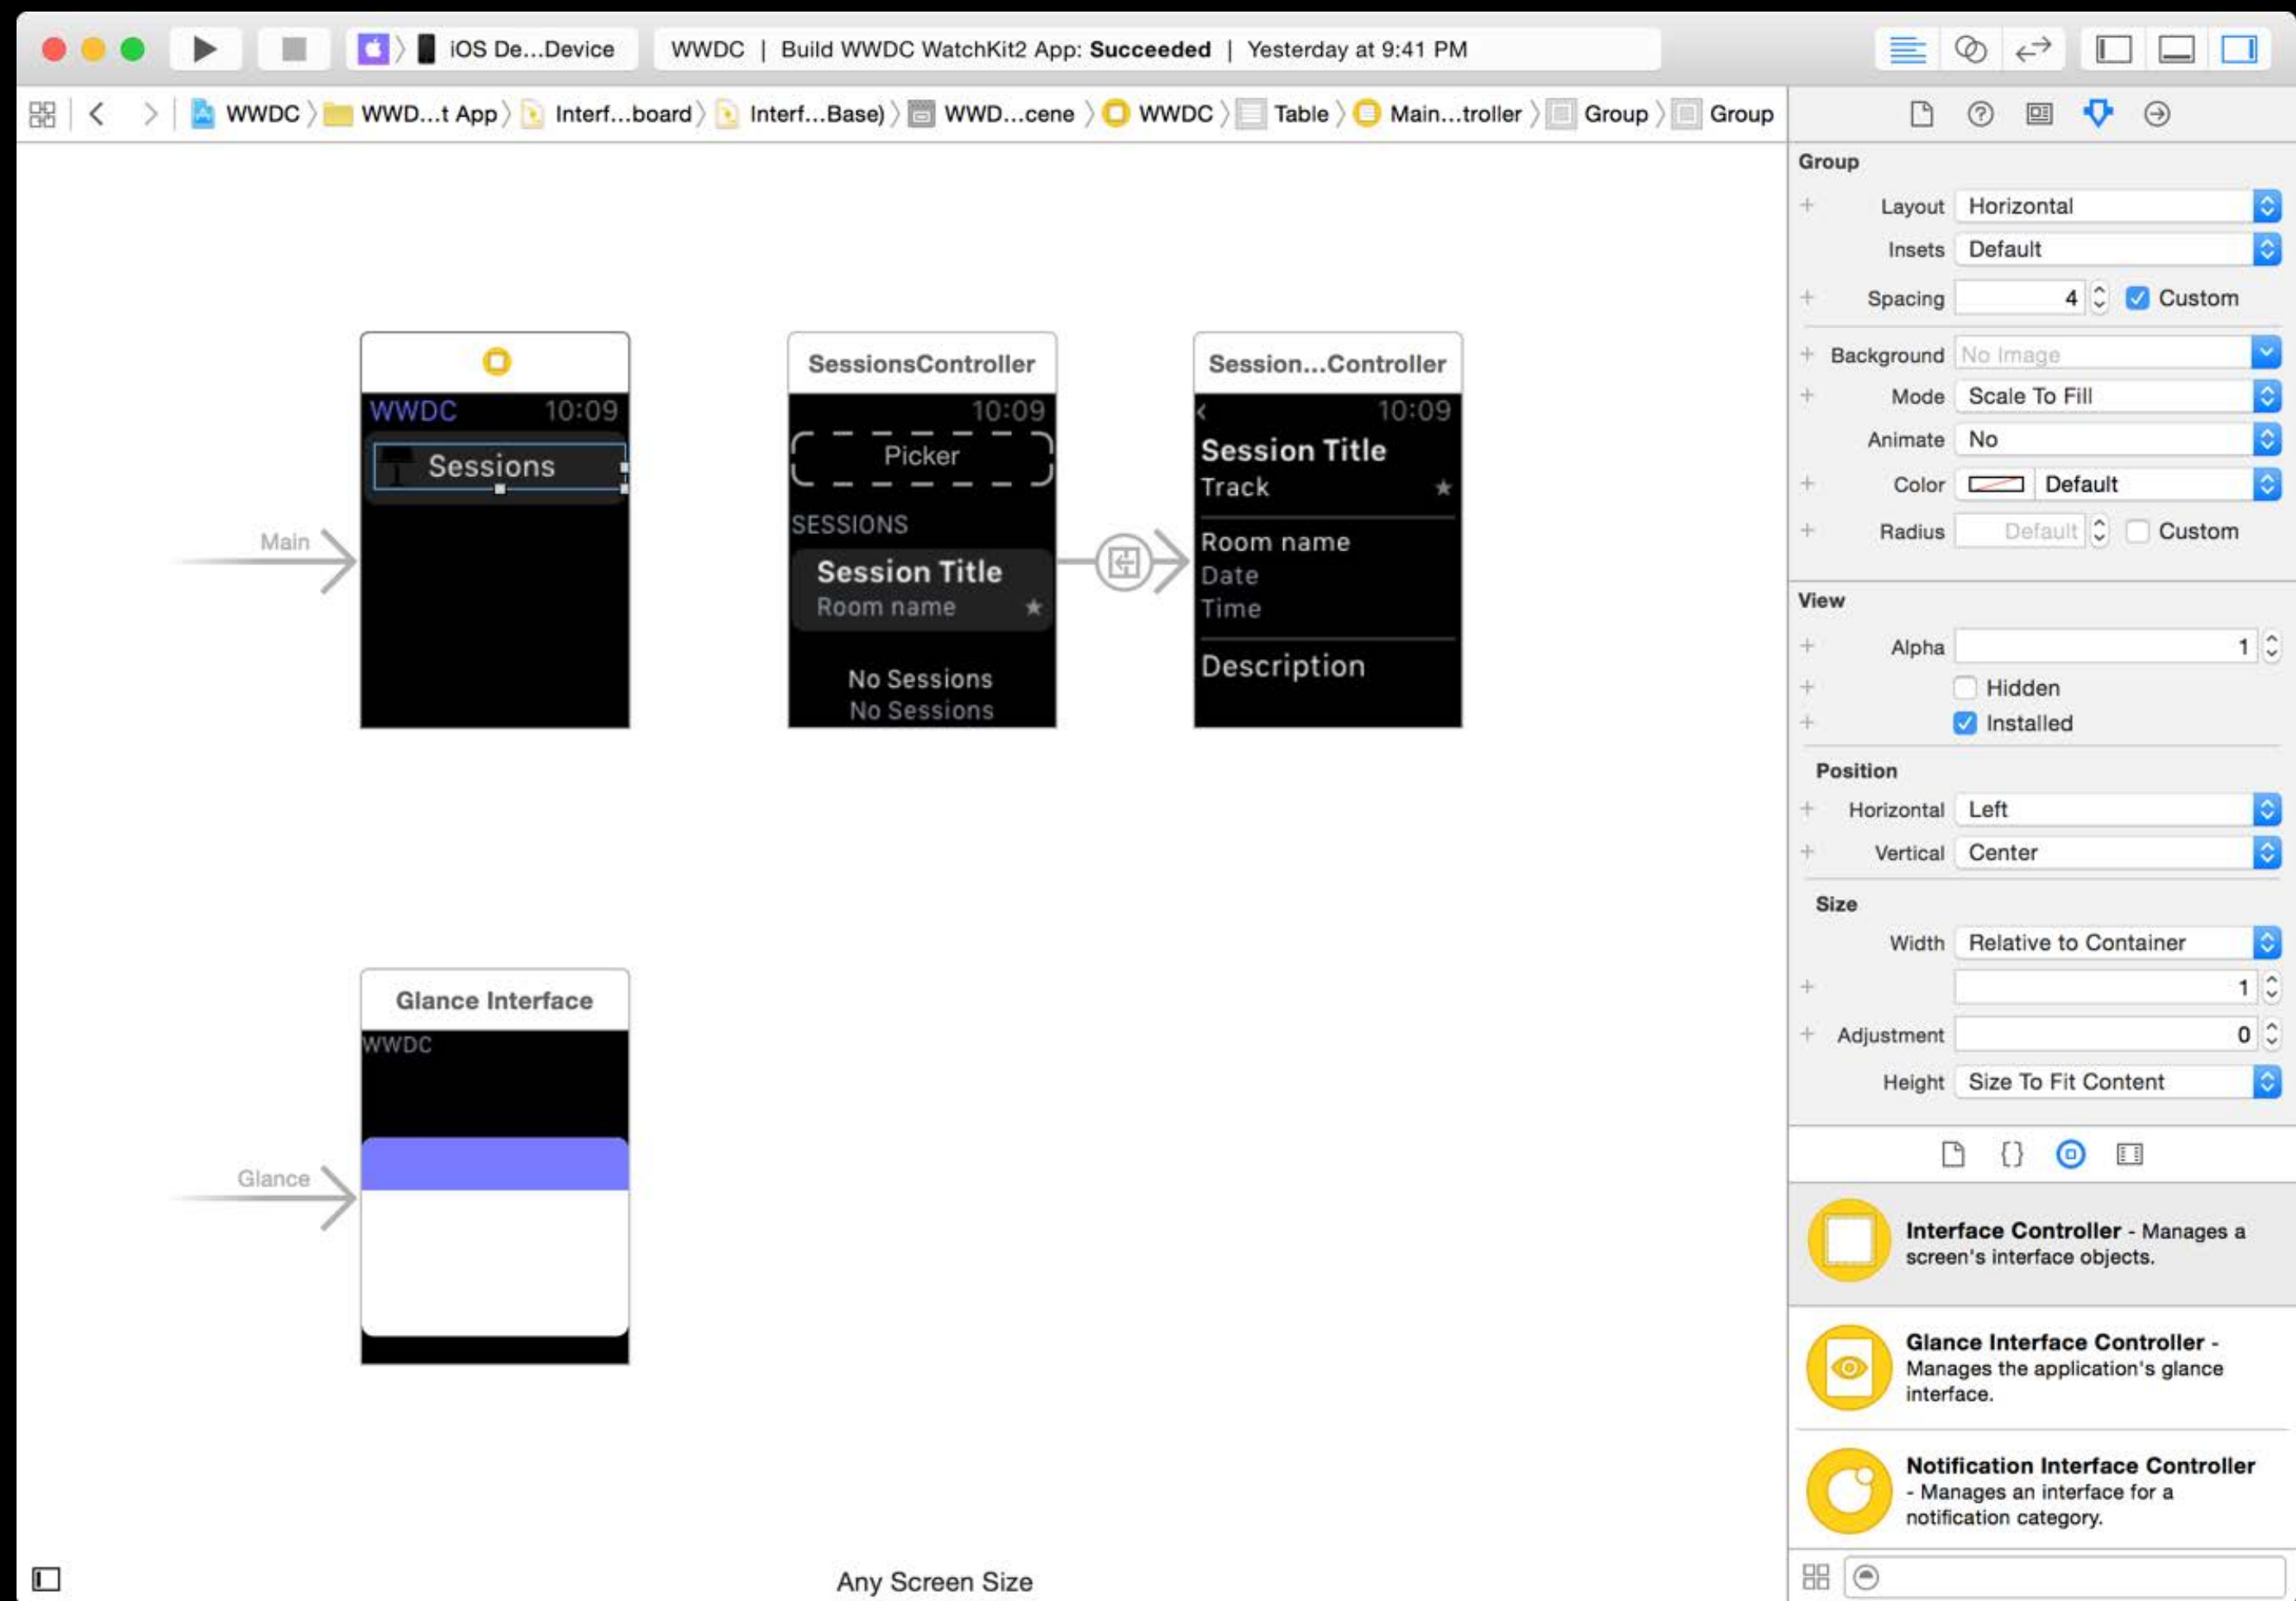 iOS De...Device
WWDC | Build WWDC WatchKit2 App: Succeeded | Yesterday at 9:41 PM
WWDC
WWD...t App
Interf...board
Interf...Base)
WWD...cene
WWDC
Table
Main...troller
Group
Group
Main
WWDC 10:09
Sessions
SessionsController
10:09
Picker
SESSIONS
Session Title
Room name ★
No Sessions
No Sessions
Session...Controller
< 10:09
Session Title
Track ★
Room name
Date
Time
Description
Glance
Glance Interface
WWDC
Any Screen Size
Group
+ Layout Horizontal
Insets Default
+ Spacing 4 Custom
+ Background No Image
+ Mode Scale To Fill
Animate No
+ Color Default
+ Radius Default Custom
View
+ Alpha 1
+ Hidden
+ Installed
Position
+ Horizontal Left
+ Vertical Center
Size
Width Relative to Container
+ 1
+ Adjustment 0
Height Size To Fit Content
{}
Interface Controller - Manages a
screen's interface objects.
Glance Interface Controller -
Manages the application's glance
interface.
Notification Interface Controller
- Manages an interface for a
notification category.